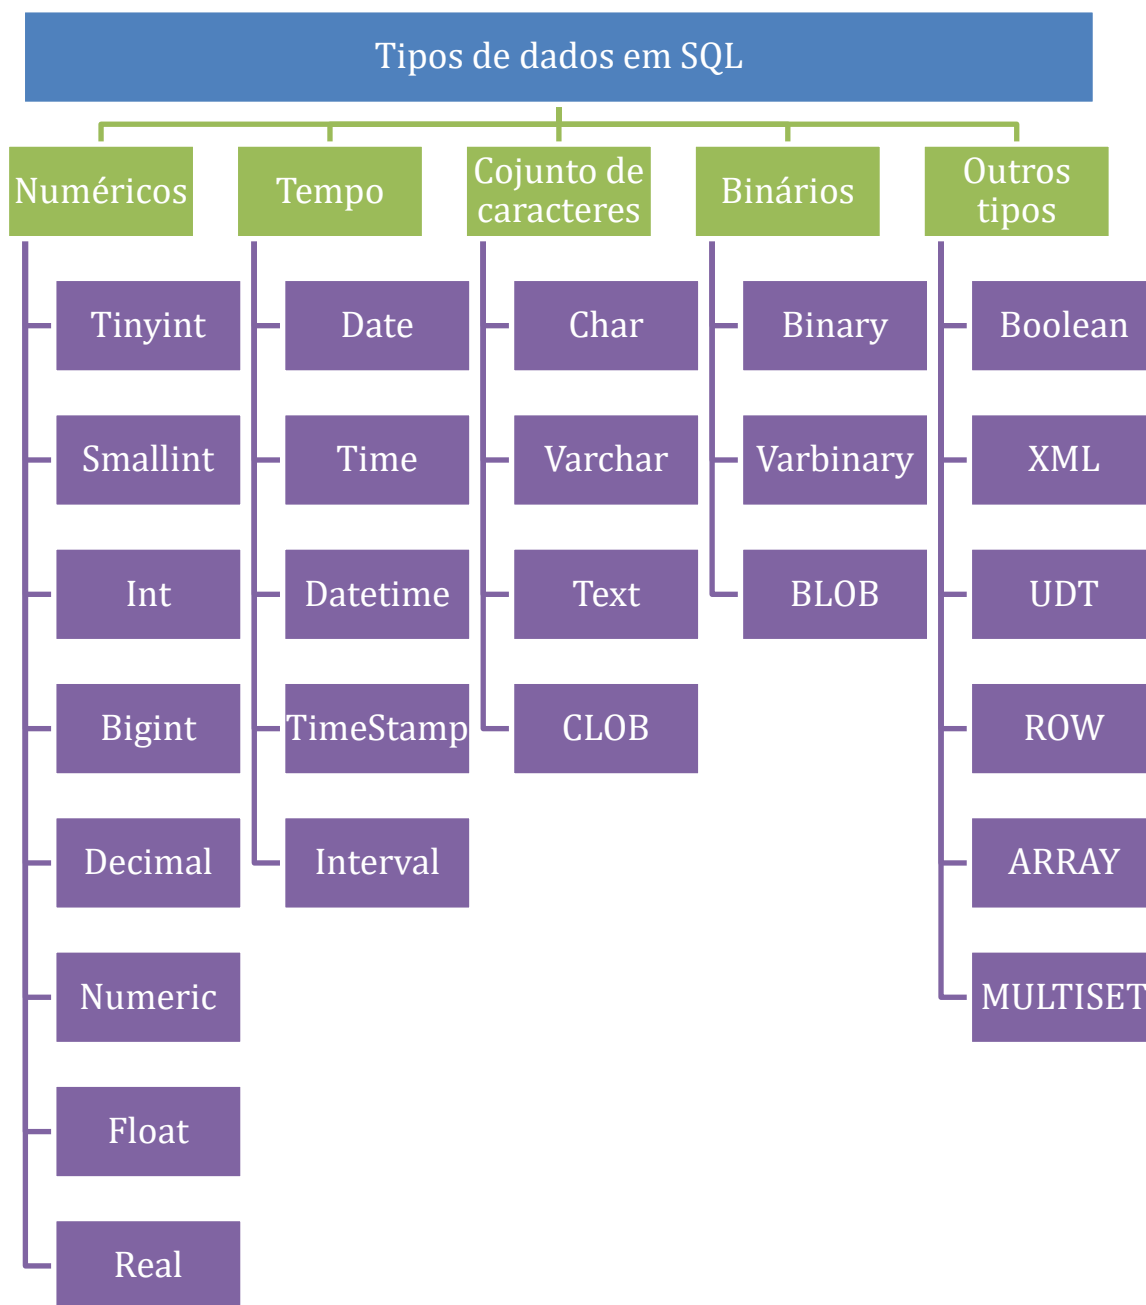 Tipos de dados em SQL
Numéricos
Tinyint
Smallint
Int
Bigint
Decimal
Numeric
Float
Real
Tempo
Date
Time
Datetime
TimeStamp
Interval
Cojunto de
caracteres
Char
Varchar
Text
CLOB
Binários
Binary
Varbinary
BLOB
Outros
tipos
Boolean
XML
UDT
ROW
ARRAY
MULTISET